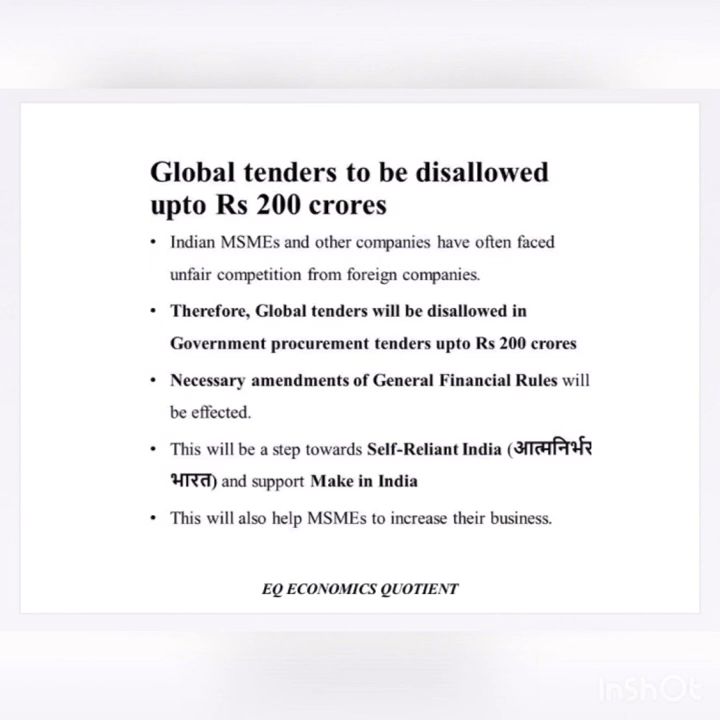 Global tenders to be disallowed
upto Rs 200 crores
• Indian MSMEs and other companies have often faced
unfair competition from foreign companies.
• Therefore, Global tenders will be disallowed in
Government procurement tenders upto Rs 200 crores
• Necessary amendments of General Financial Rules will
be effected.
• This will be a step towards Self-Reliant India (आत्मनिर्भर
भारत) and support Make in India
• This will also help MSMEs to increase their business.
EQ ECONOMICS QUOTIENT
InShOt